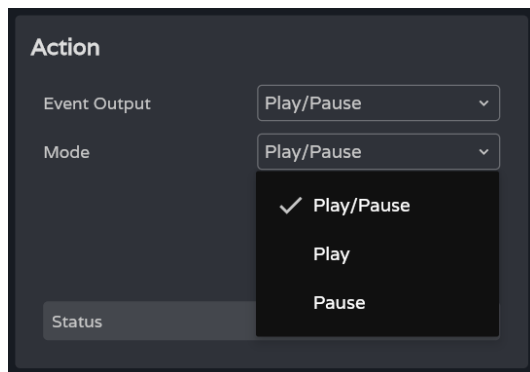 Action
Event Output Play/Pause
Mode Play/Pause
Play/Pause
Play
Pause
Status